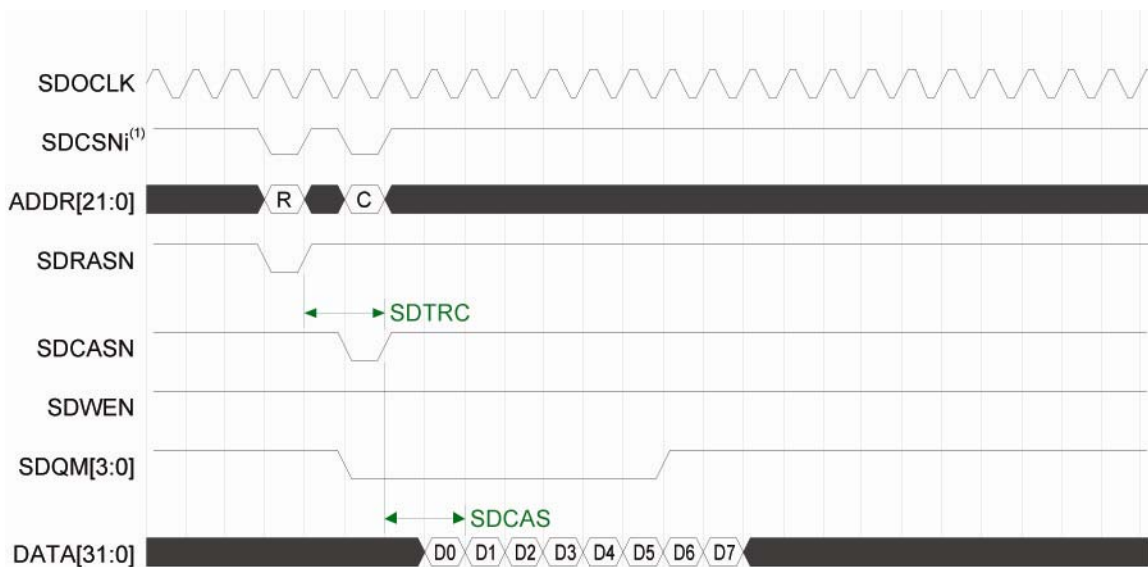 SDOCLK
SDCSNi(1)
ADDR[21:0] R C
SDRASN
SDTRC
SDCASN
SDWEN
SDQM[3:0]
SDCAS
DATA[31:0] D0 D1 D2 D3 D4 D5 D6 D7